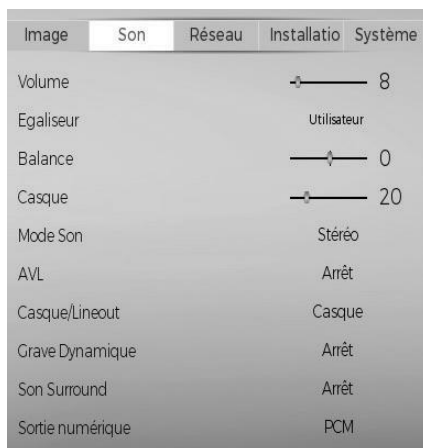 Image Son Réseau Installatio Système
Volume 8
Egaliseur Utilisateur
Balance 0
Casque 20
Mode Son Stéréo
AVL Arrêt
Casque/Lineout Casque
Grave Dynamique Arrêt
Son Surround Arrêt
Sortie numérique PCM